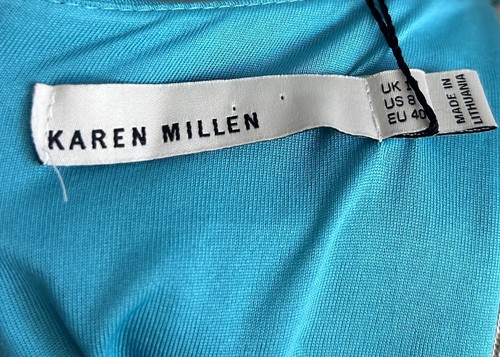 KAREN MILLEN
UK
US 8
EU 40
MADE IN
LITHUANIA